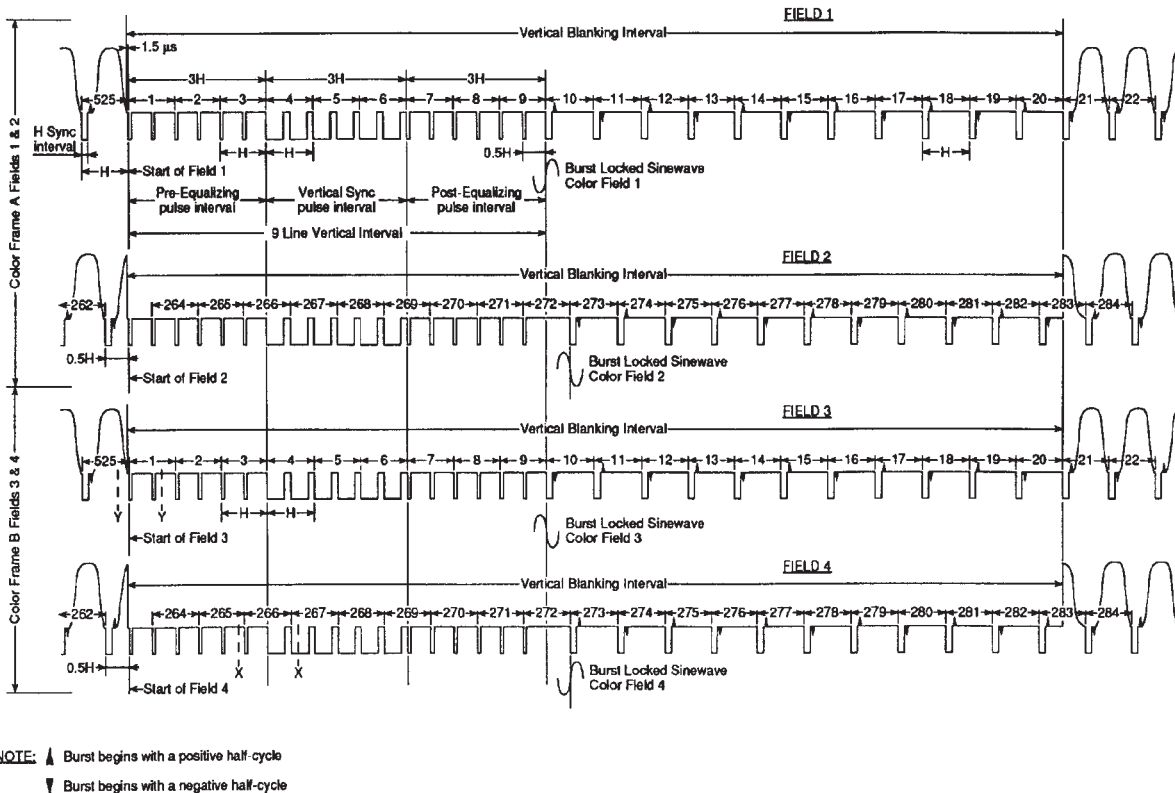 FIELD 1
Vertical Blanking Interval
1.5 µs
3H 3H 3H
525 1 2 3 4 5 6 7 8 9 10 11 12 13 14 15 16 17 18 19 20 21 22
H Sync
interval
H H 0.5H H
H Start of Field 1
Burst Locked Sinewave
Color Field 1
Pre-Equalizing
pulse interval
Vertical Sync
pulse interval
Post-Equalizing
pulse interval
9 Line Vertical Interval
Color Frame A Fields 1 & 2
FIELD 2
Vertical Blanking Interval
262 264 265 266 267 268 269 270 271 272 273 274 275 276 277 278 279 280 281 282 283 284
0.5H
Start of Field 2
Burst Locked Sinewave
Color Field 2
FIELD 3
Vertical Blanking Interval
525 1 2 3 4 5 6 7 8 9 10 11 12 13 14 15 16 17 18 19 20 21 22
Y Y H H
Start of Field 3
Burst Locked Sinewave
Color Field 3
Color Frame B Fields 3 & 4
FIELD 4
Vertical Blanking Interval
262 264 265 266 267 268 269 270 271 272 273 274 275 276 277 278 279 280 281 282 283 284
0.5H X X
Start of Field 4
Burst Locked Sinewave
Color Field 4
NOTE: Burst begins with a positive half-cycle
Burst begins with a negative half-cycle